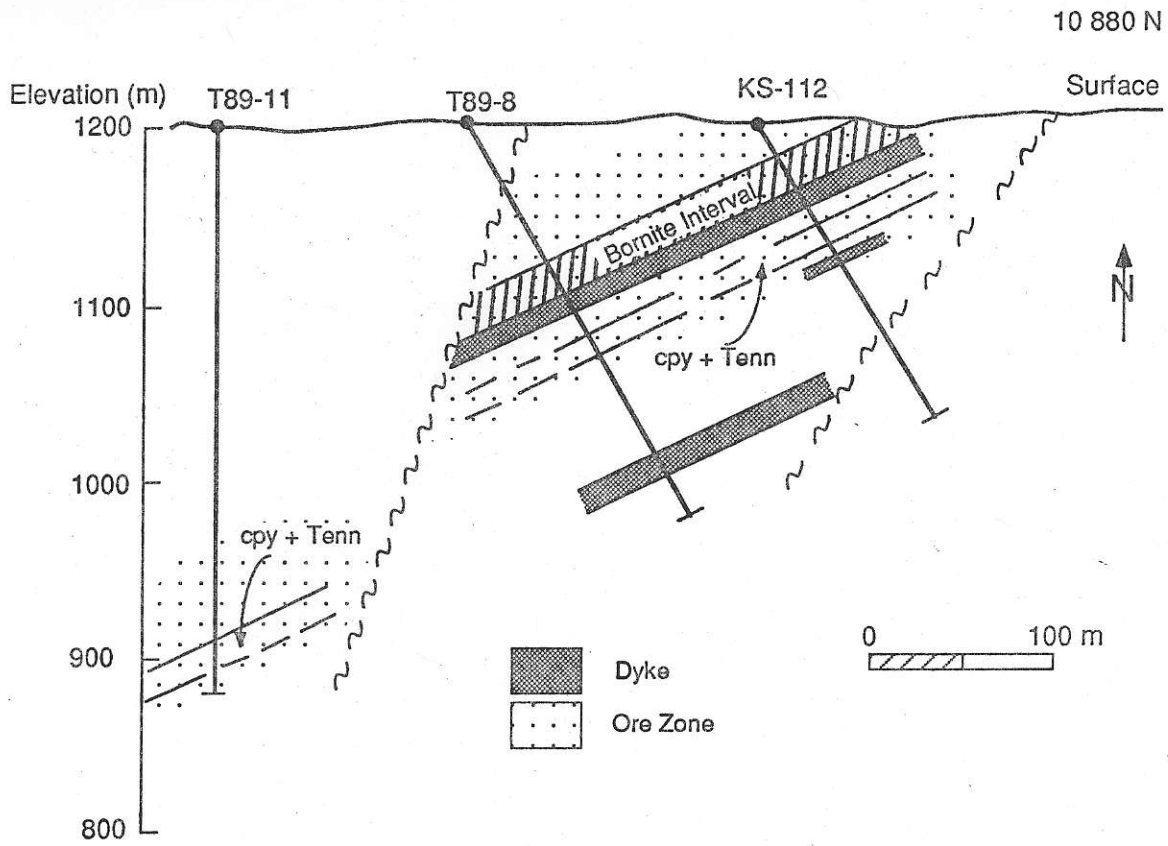 10 880 N
Elevation (m)
T89-11
T89-8
KS-112
Surface
1200
Bornite Interval
N
1100
cpy + Tenn
1000
cpy + Tenn
0 100 m
900
Dyke
Ore Zone
800